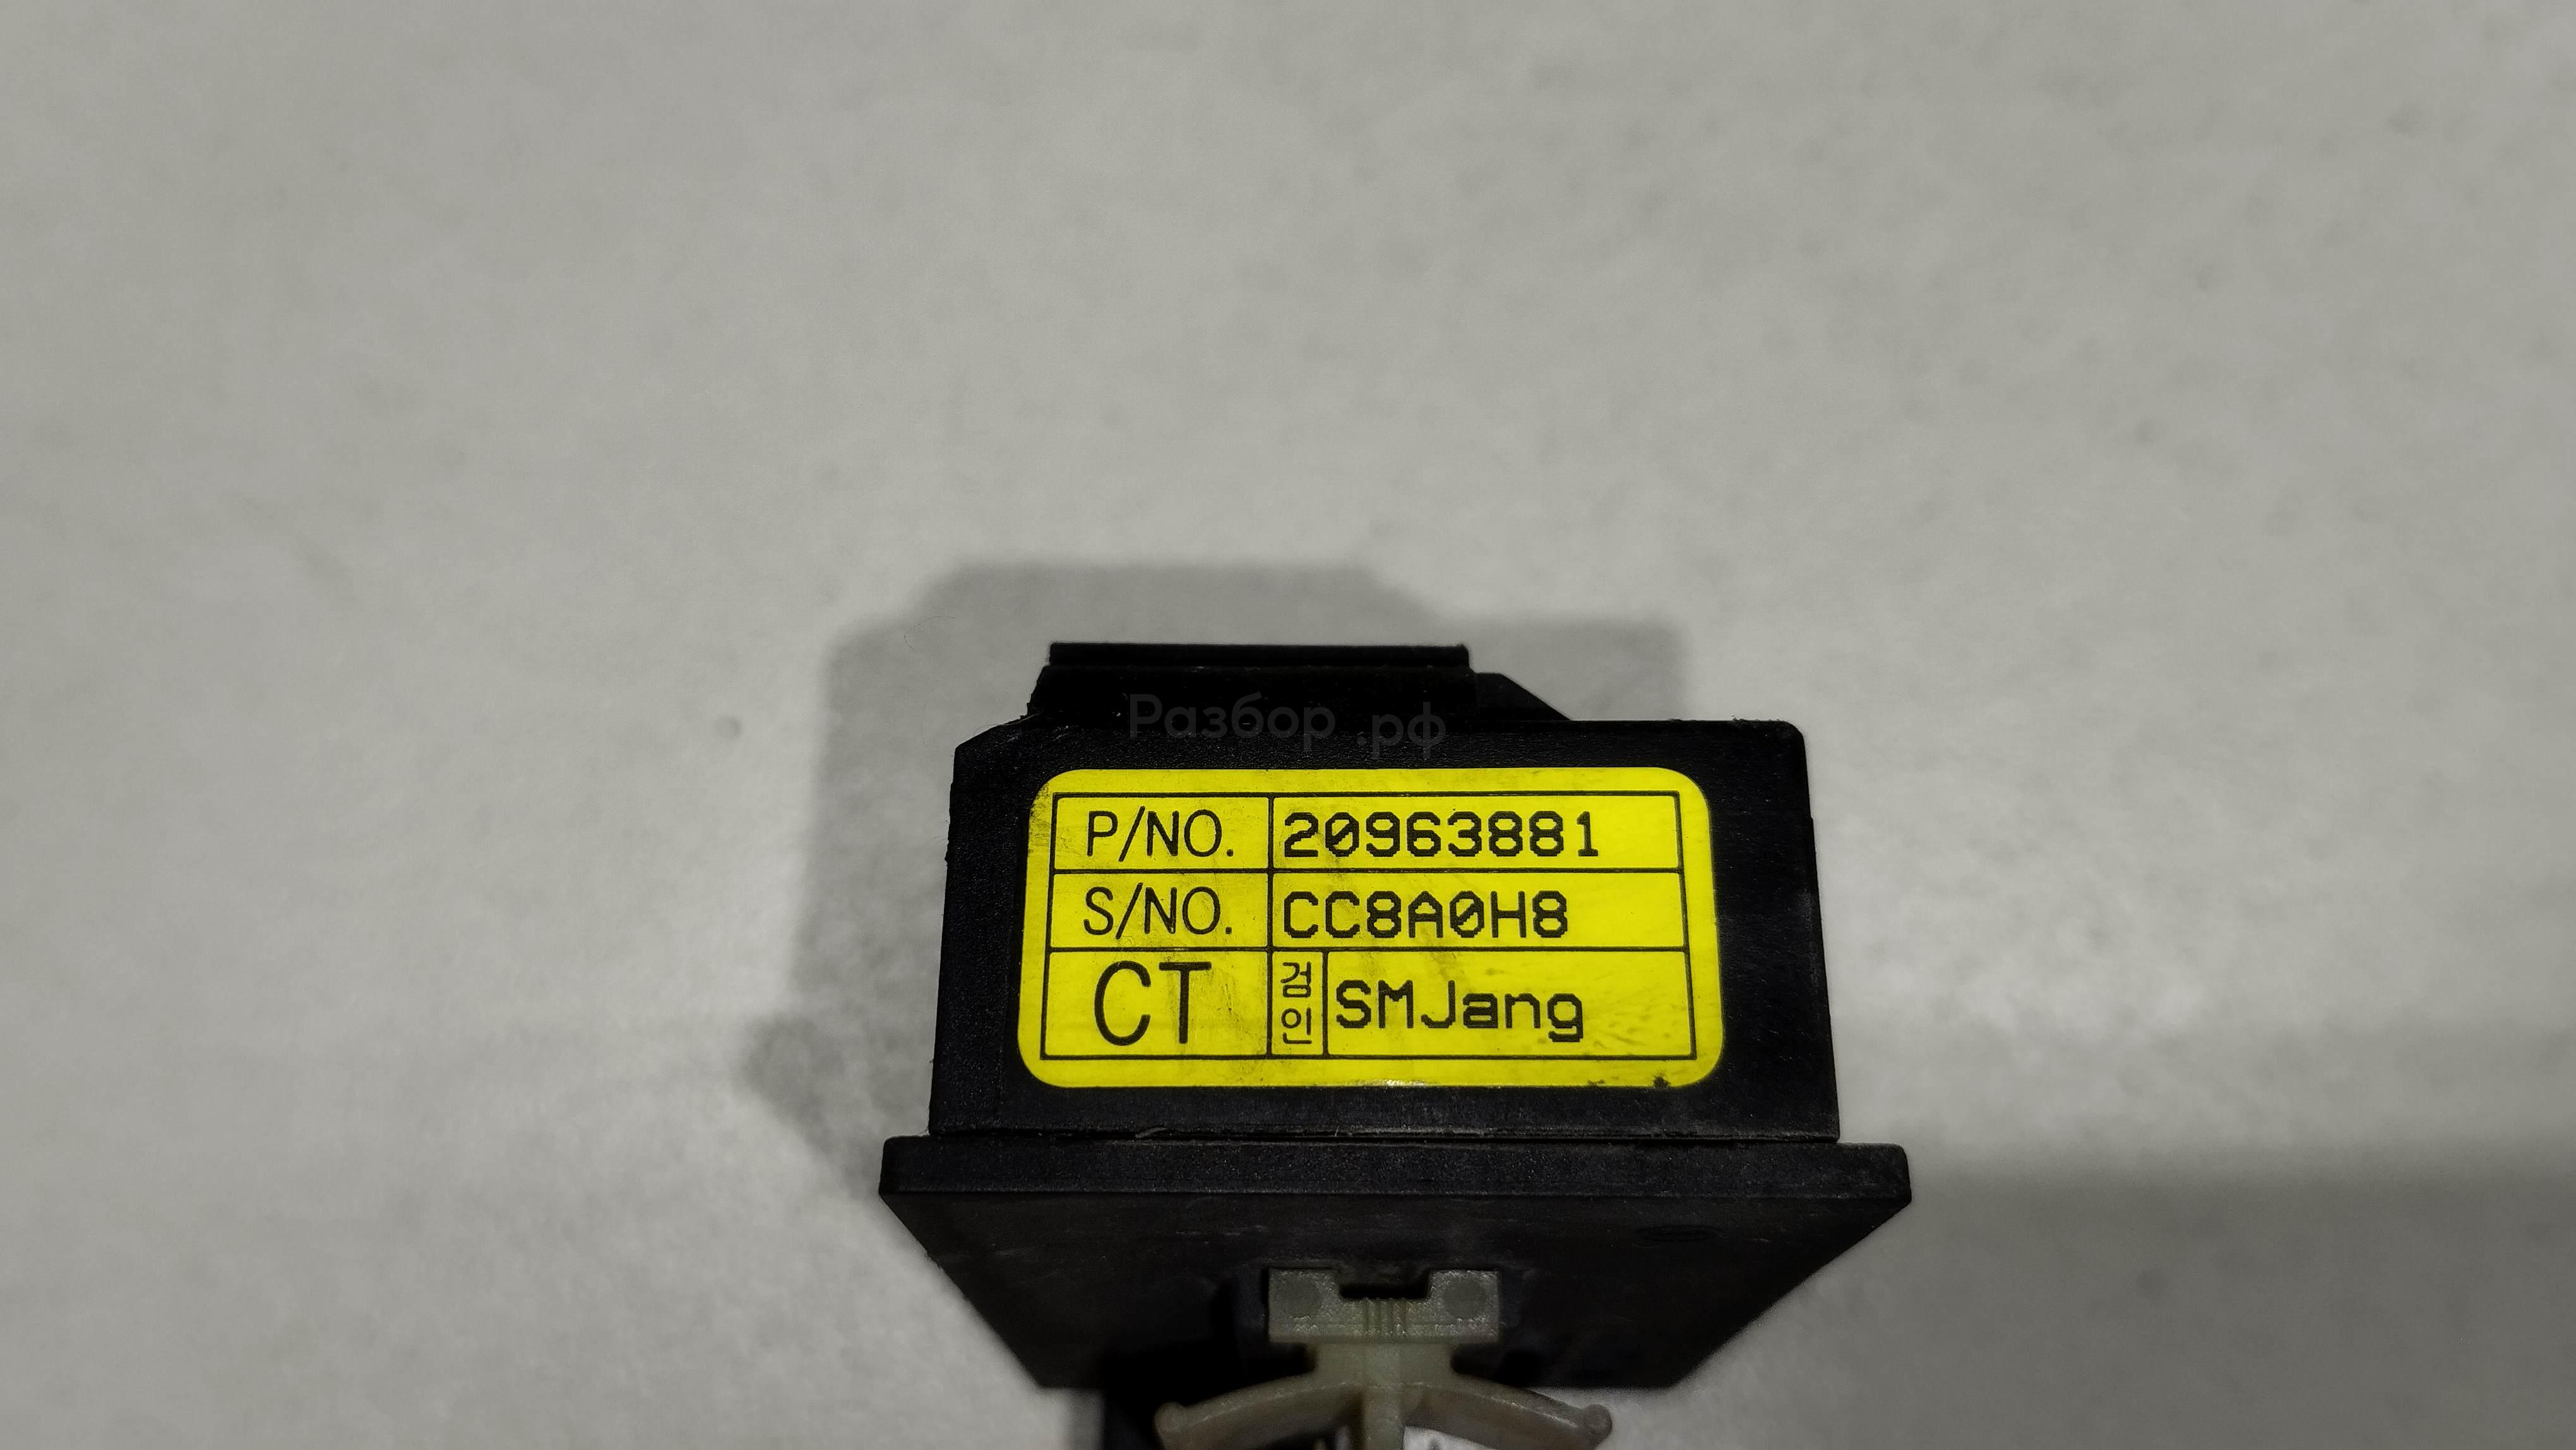 Разбор .рф
P/NO. 20963881
S/NO. CC8A0H8
CT 검인 SMJang